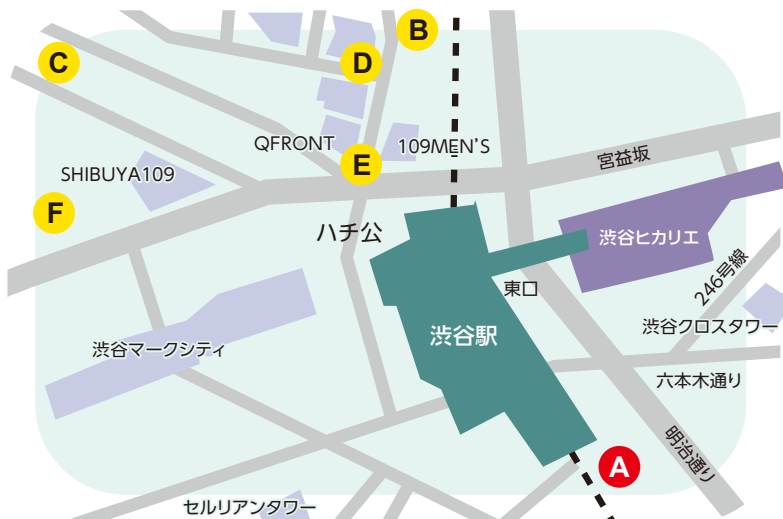 B
C
D
QFRONT
109MEN'S
E
宮益坂
SHIBUYA109
F
ハチ公
渋谷ヒカリエ
246号線
東口
渋谷クロスタワー
渋谷駅
渋谷マークシティ
六本木通り
明治通り
A
セルリアンタワー